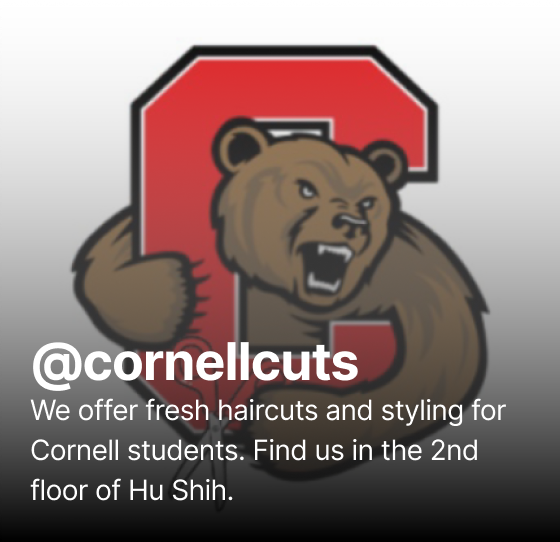 @cornellcuts
We offer fresh haircuts and styling for
Cornell students. Find us in the 2nd
floor of Hu Shih.